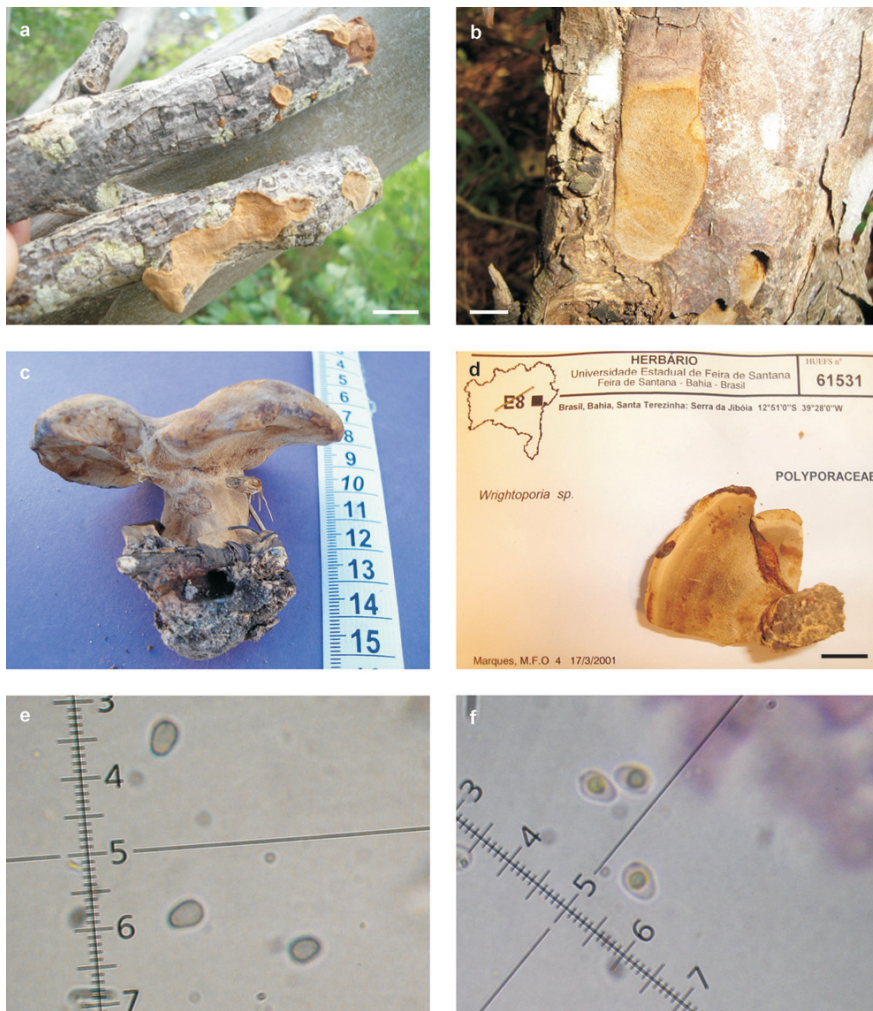 a
b
c
4
5
6
7
8
9
10
11
12
13
14
15
d
HERBÁRIO
Universidade Estadual de Feira de Santana
Feira de Santana - Bahia - Brasil
HUEFS nº
61531
E8
Brasil, Bahia, Santa Terezinha: Serra da Jibóia 12°51'0"S 39°28'0"W
POLYPORACEAE
Wrightoporia sp.
Marques, M.F.O 4 17/3/2001
e
3
4
5
6
7
f
3
4
5
6
7